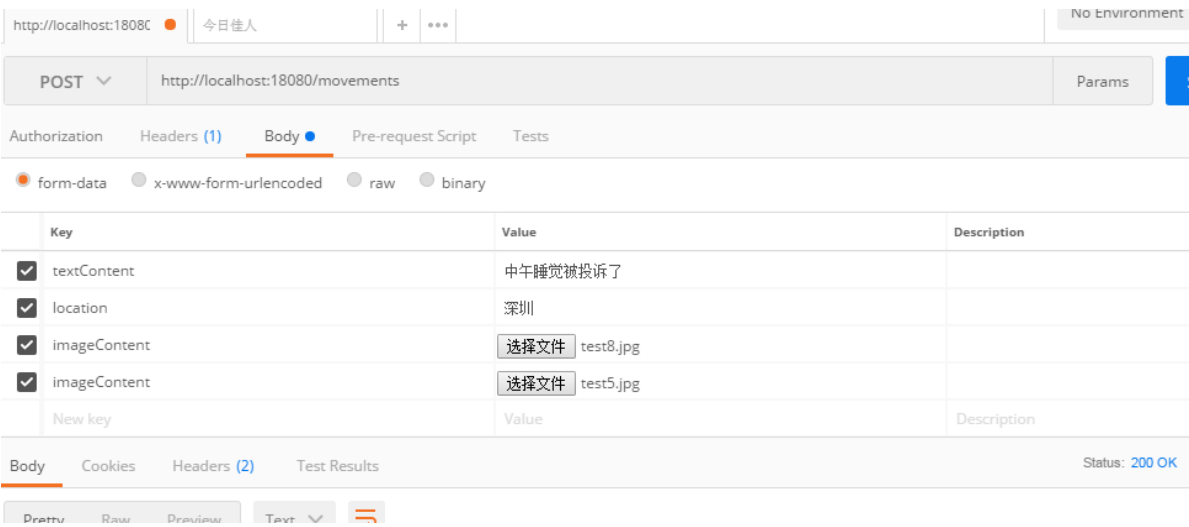 http://localhost:1808C 今日佳人 + ••• No Environment
POST http://localhost:18080/movements Params
Authorization Headers (1) Body Pre-request Script Tests
form-data x-www-form-urlencoded raw binary
Key Value Description
textContent 中午睡觉被投诉了
location 深圳
imageContent 选择文件 test8.jpg
imageContent 选择文件 test5.jpg
New key Value Description
Body Cookies Headers (2) Test Results Status: 200 OK
Pretty Raw Preview Text